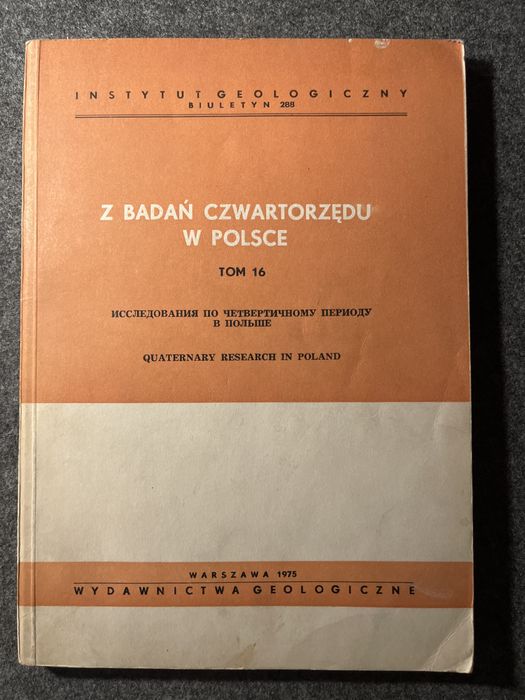 INSTYTUT GEOLOGICZNY
BIULETYN 288
Z BADAŃ CZWARTORZĘDU
W POLSCE
TOM 16
ИССЛЕДОВАНИЯ ПО ЧЕТВЕРТИЧНОМУ ПЕРИОДУ
В ПОЛЬШЕ
QUATERNARY RESEARCH IN POLAND
WARSZAWA 1975
WYDAWNICTWA GEOLOGICZNE